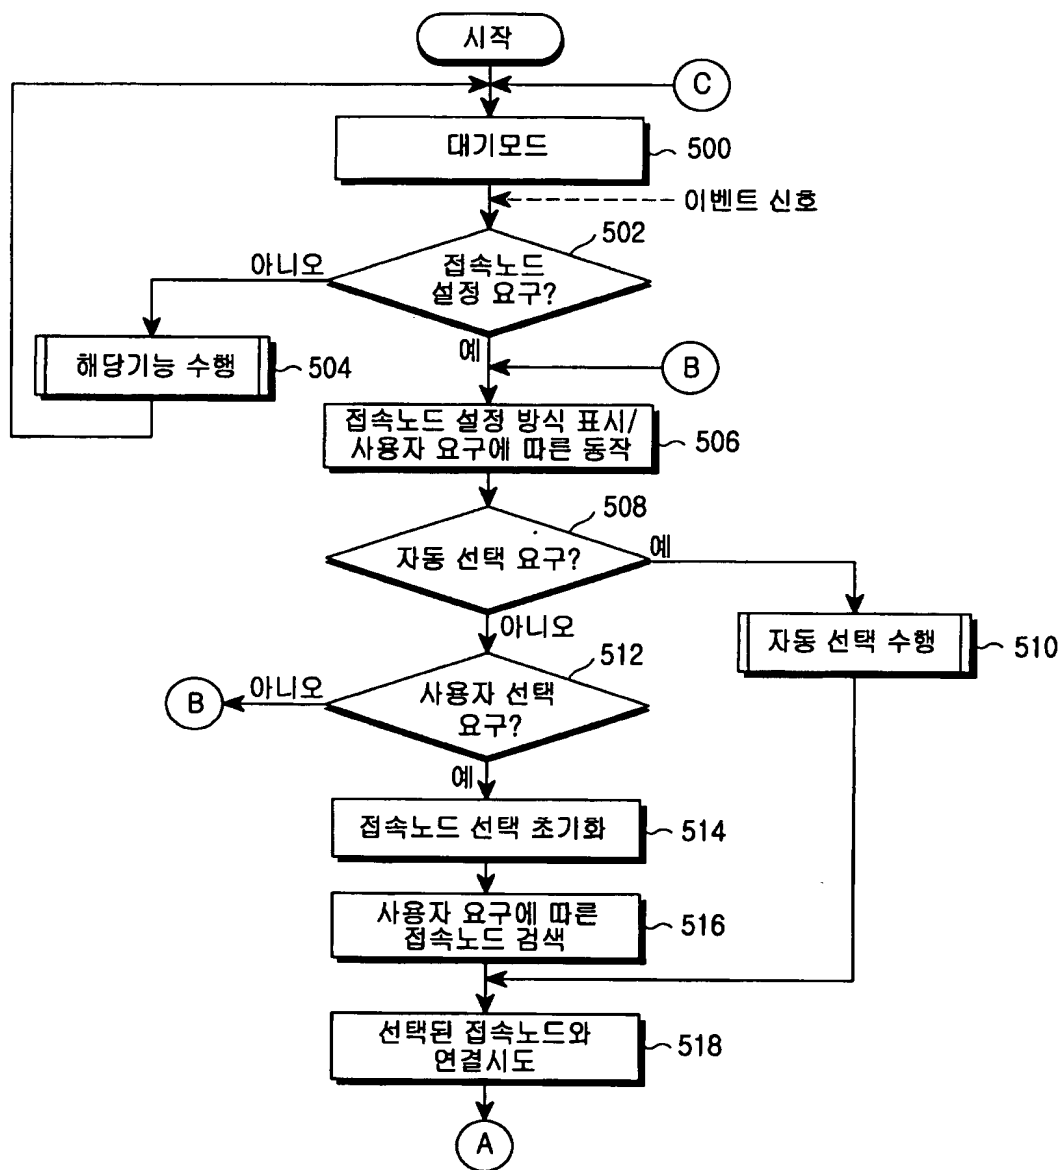 시작
C
대기모드
500
이벤트 신호
502
아니오
접속노드
설정 요구?
예
해당기능 수행
504
B
접속노드 설정 방식 표시/
사용자 요구에 따른 동작
506
508
자동 선택 요구?
예
아니오
자동 선택 수행
510
512
B
아니오
사용자 선택
요구?
예
접속노드 선택 초기화
514
사용자 요구에 따른
접속노드 검색
516
선택된 접속노드와
연결시도
518
A